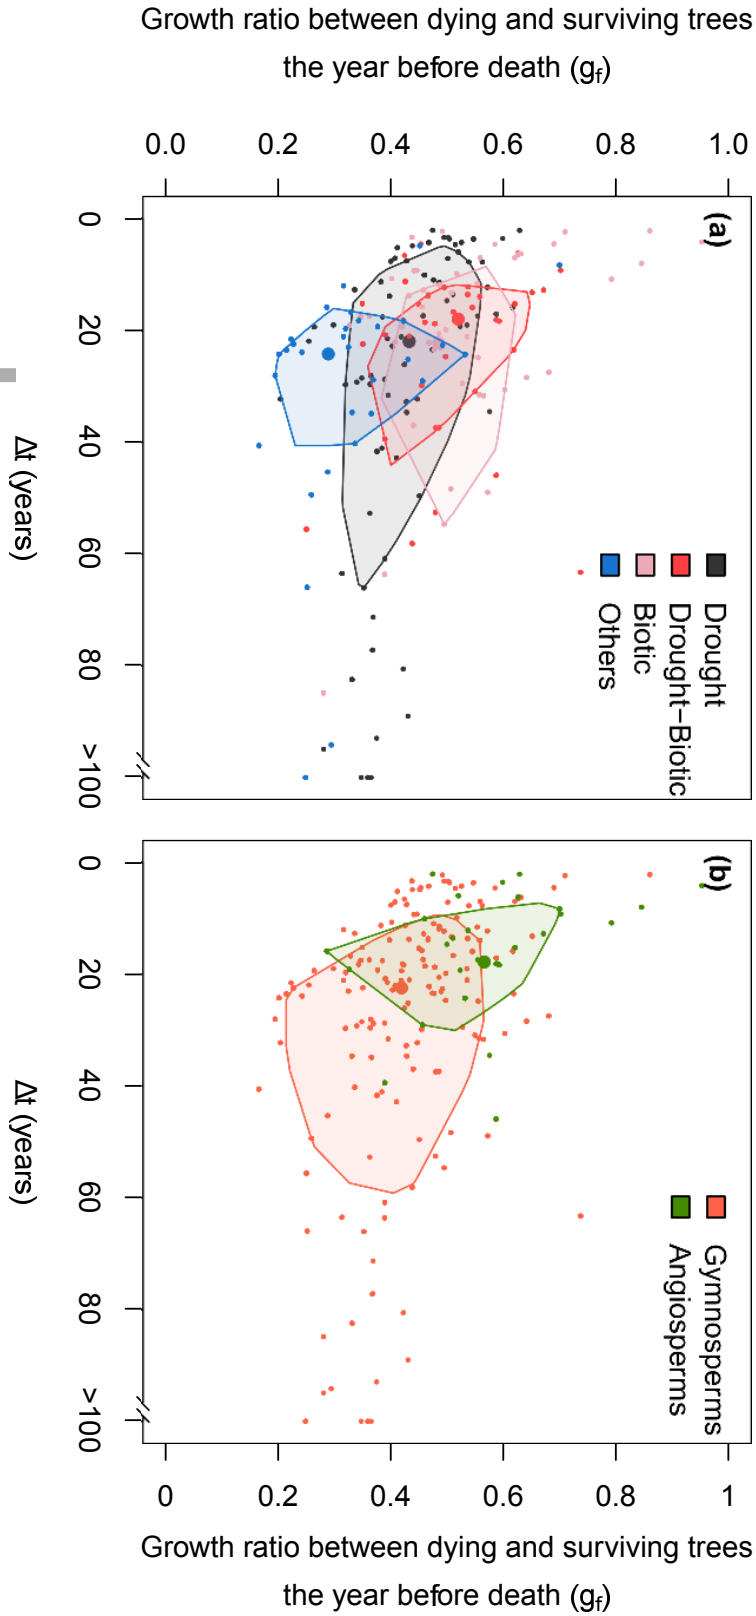 Growth ratio between dying and surviving trees
the year before death (gf)
0.0 0.2 0.4 0.6 0.8 1.0
(a)
0 20 40 60 80 >100
Δt (years)
Drought
Drought−Biotic
Biotic
Others
(b)
0 20 40 60 80 >100
Δt (years)
Gymnosperms
Angiosperms
0 0.2 0.4 0.6 0.8 1
Growth ratio between dying and surviving trees
the year before death (gf)